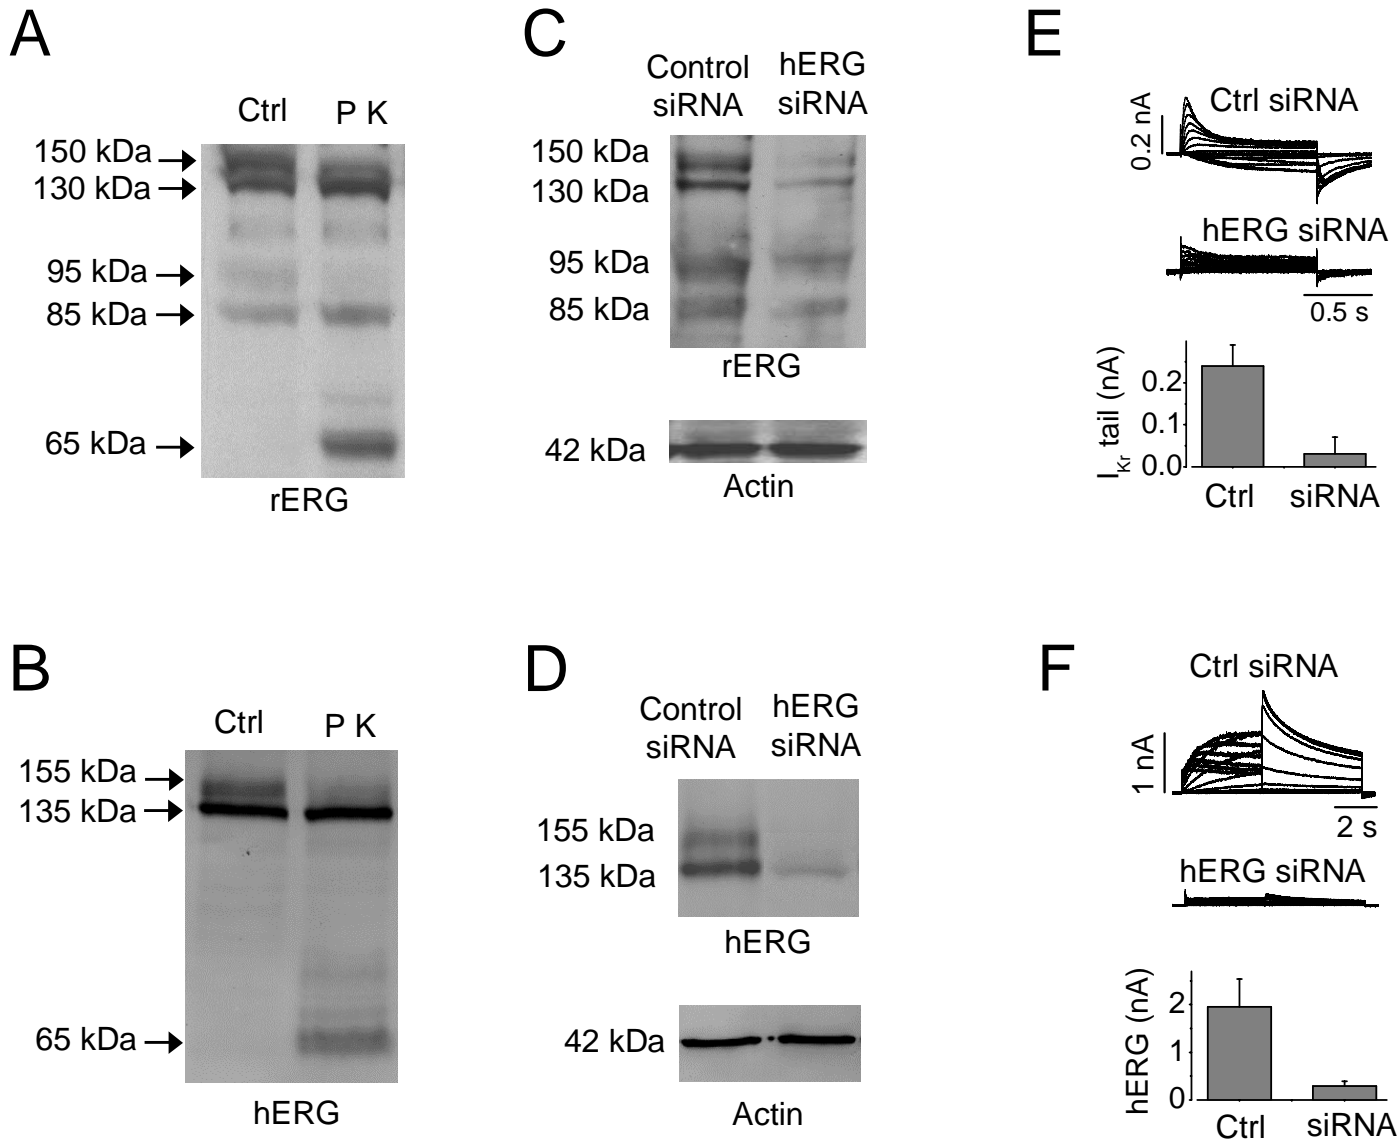 A
Ctrl P K
150 kDa
130 kDa
95 kDa
85 kDa
65 kDa
rERG
B
Ctrl P K
155 kDa
135 kDa
65 kDa
hERG
C
Control hERG
siRNA siRNA
150 kDa
130 kDa
95 kDa
85 kDa
rERG
42 kDa
Actin
D
Control hERG
siRNA siRNA
155 kDa
135 kDa
hERG
42 kDa
Actin
E
Ctrl siRNA
0.2 nA
hERG siRNA
0.5 s
IKr tail (nA)
0.2
0.1
0.0
Ctrl siRNA
F
Ctrl siRNA
1 nA
2 s
hERG siRNA
hERG (nA)
2
1
0
Ctrl siRNA